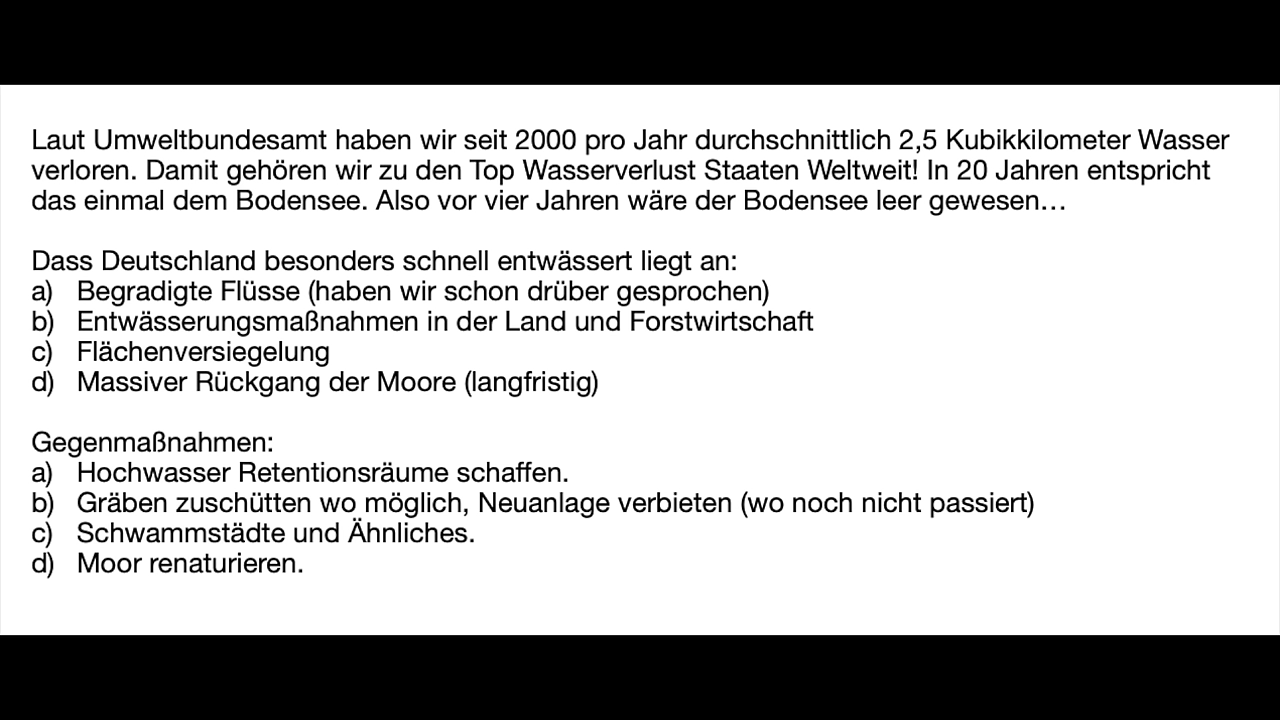 Laut Umweltbundesamt haben wir seit 2000 pro Jahr durchschnittlich 2,5 Kubikkilometer Wasser
verloren. Damit gehören wir zu den Top Wasserverlust Staaten Weltweit! In 20 Jahren entspricht
das einmal dem Bodensee. Also vor vier Jahren wäre der Bodensee leer gewesen…
Dass Deutschland besonders schnell entwässert liegt an:
a) Begradigte Flüsse (haben wir schon drüber gesprochen)
b) Entwässerungsmaßnahmen in der Land und Forstwirtschaft
c) Flächenversiegelung
d) Massiver Rückgang der Moore (langfristig)
Gegenmaßnahmen:
a) Hochwasser Retentionsräume schaffen.
b) Gräben zuschütten wo möglich, Neuanlage verbieten (wo noch nicht passiert)
c) Schwammstädte und Ähnliches.
d) Moor renaturieren.